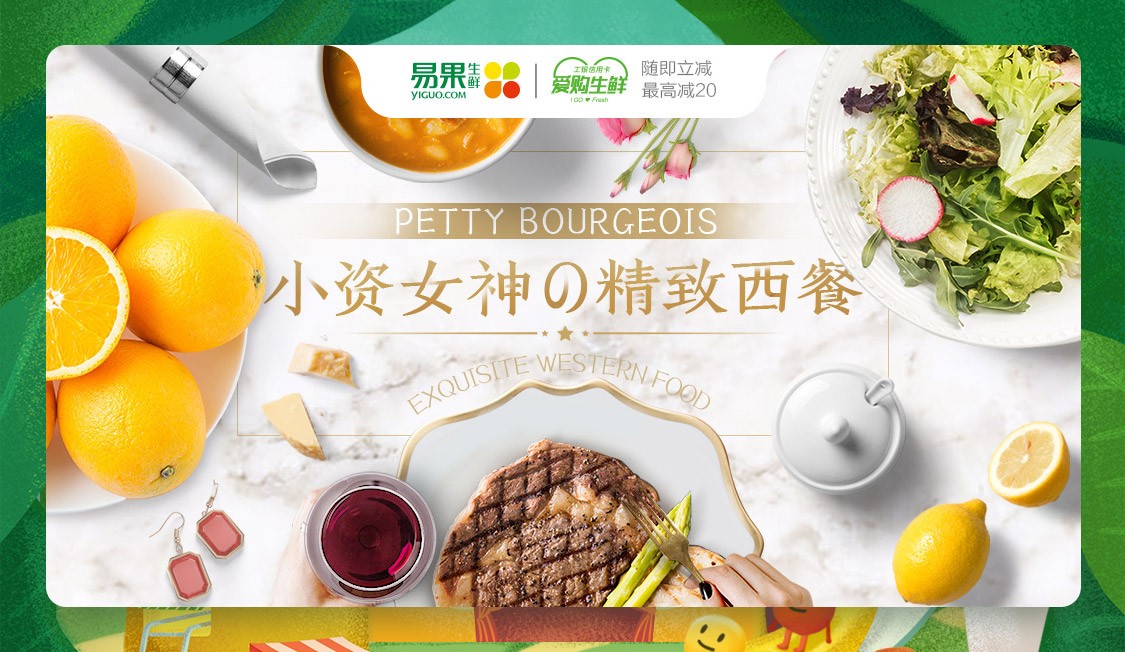 易果生鲜
YIGUO.COM
工银信用卡
爱购生鲜
I GO ♥ Fresh
随即立减
最高减20
PETTY BOURGEOIS
小资女神の精致西餐
EXQUISITE WESTERN FOOD